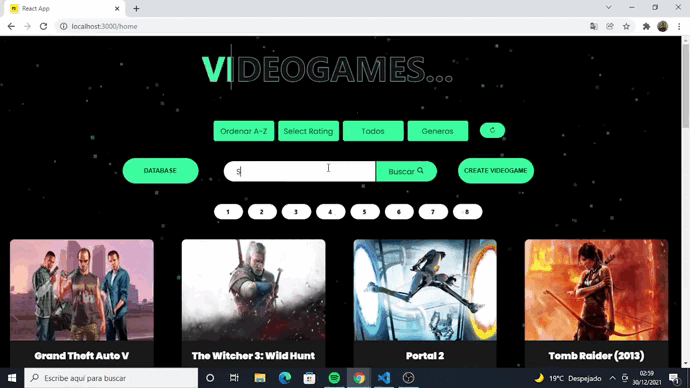 React App
localhost:3000/home
VIDEOGAMES...
Ordenar A-Z Select Rating Todos Generos
DATABASE S Buscar CREATE VIDEOGAME
1 2 3 4 5 6 7 8
Grand Theft Auto V The Witcher 3: Wild Hunt Portal 2 Tomb Raider (2013)
Escribe aquí para buscar 19°C Despejado 02:59
30/12/2021